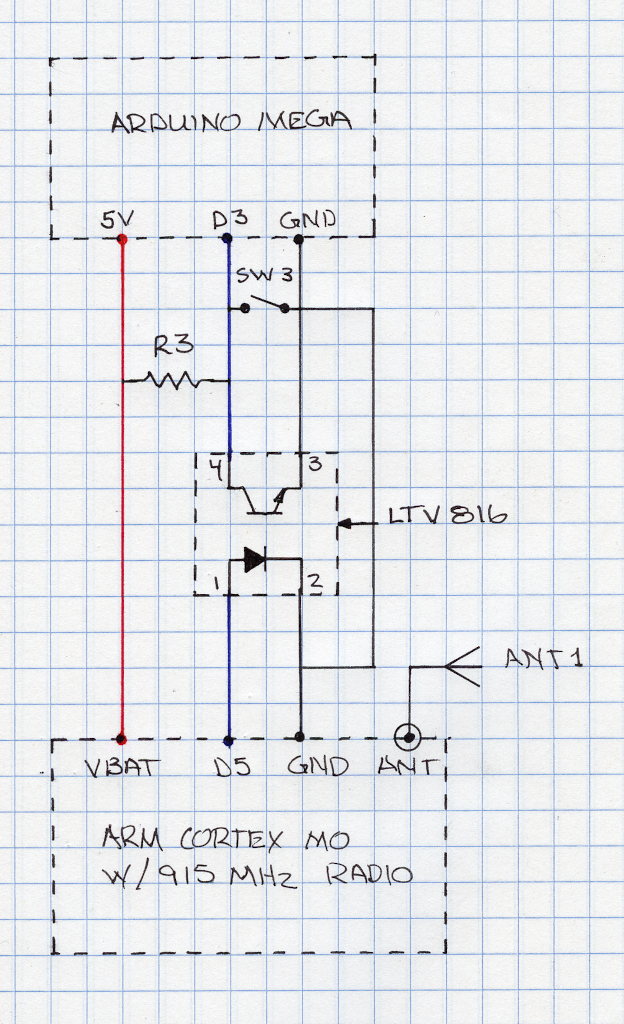 ARDUINO MEGA
5V D3 GND
SW3
R3
4 3
LTV 816
1 2
ANT1
VBAT D5 GND ANT
ARM CORTEX M0
W/ 915 MHz RADIO